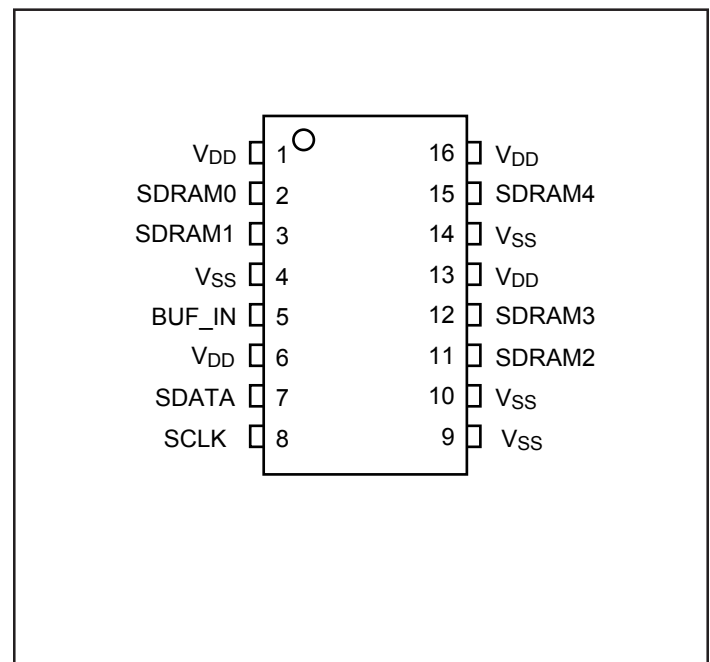 VDD 1 16 VDD
SDRAM0 2 15 SDRAM4
SDRAM1 3 14 VSS
VSS 4 13 VDD
BUF_IN 5 12 SDRAM3
VDD 6 11 SDRAM2
SDATA 7 10 VSS
SCLK 8 9 VSS